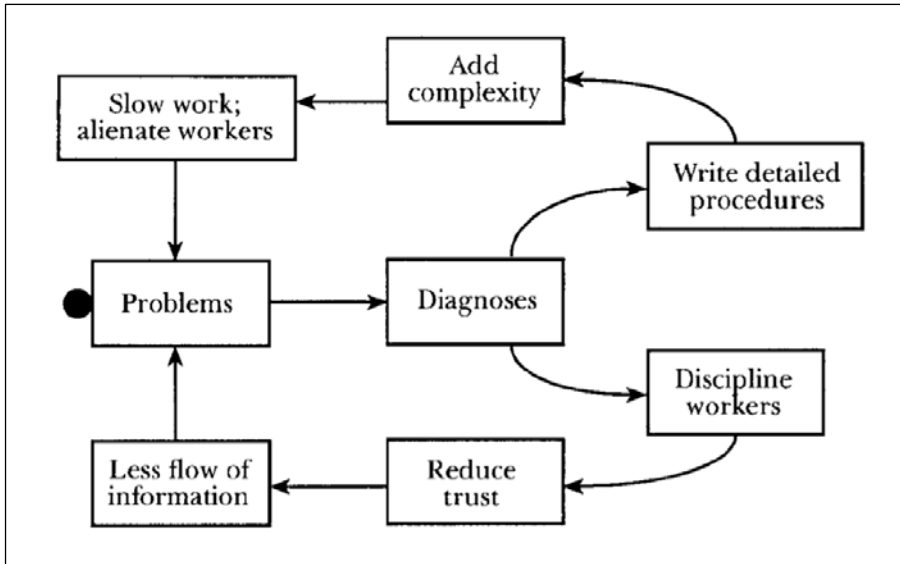 Add
complexity
Slow work;
alienate workers
Write detailed
procedures
Problems
Diagnoses
Discipline
workers
Less flow of
information
Reduce
trust